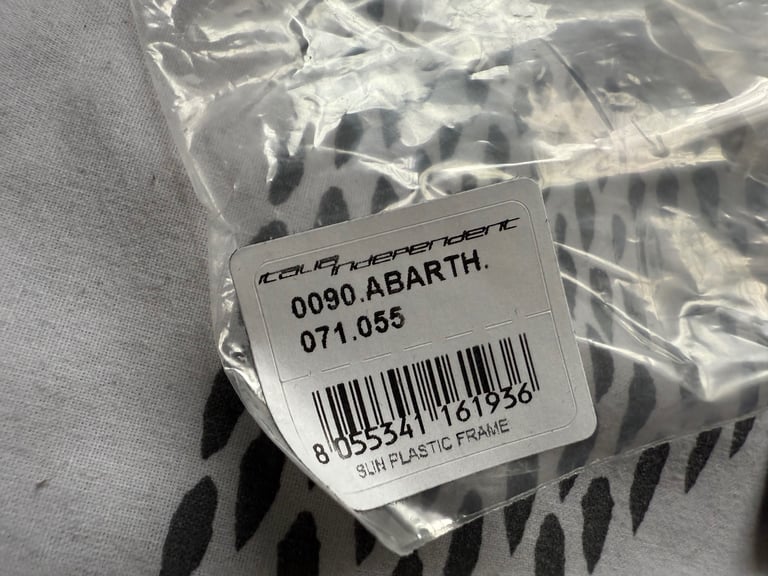 italia independent
0090.ABARTH.
071.055
8 055341 161936
SUN PLASTIC FRAME